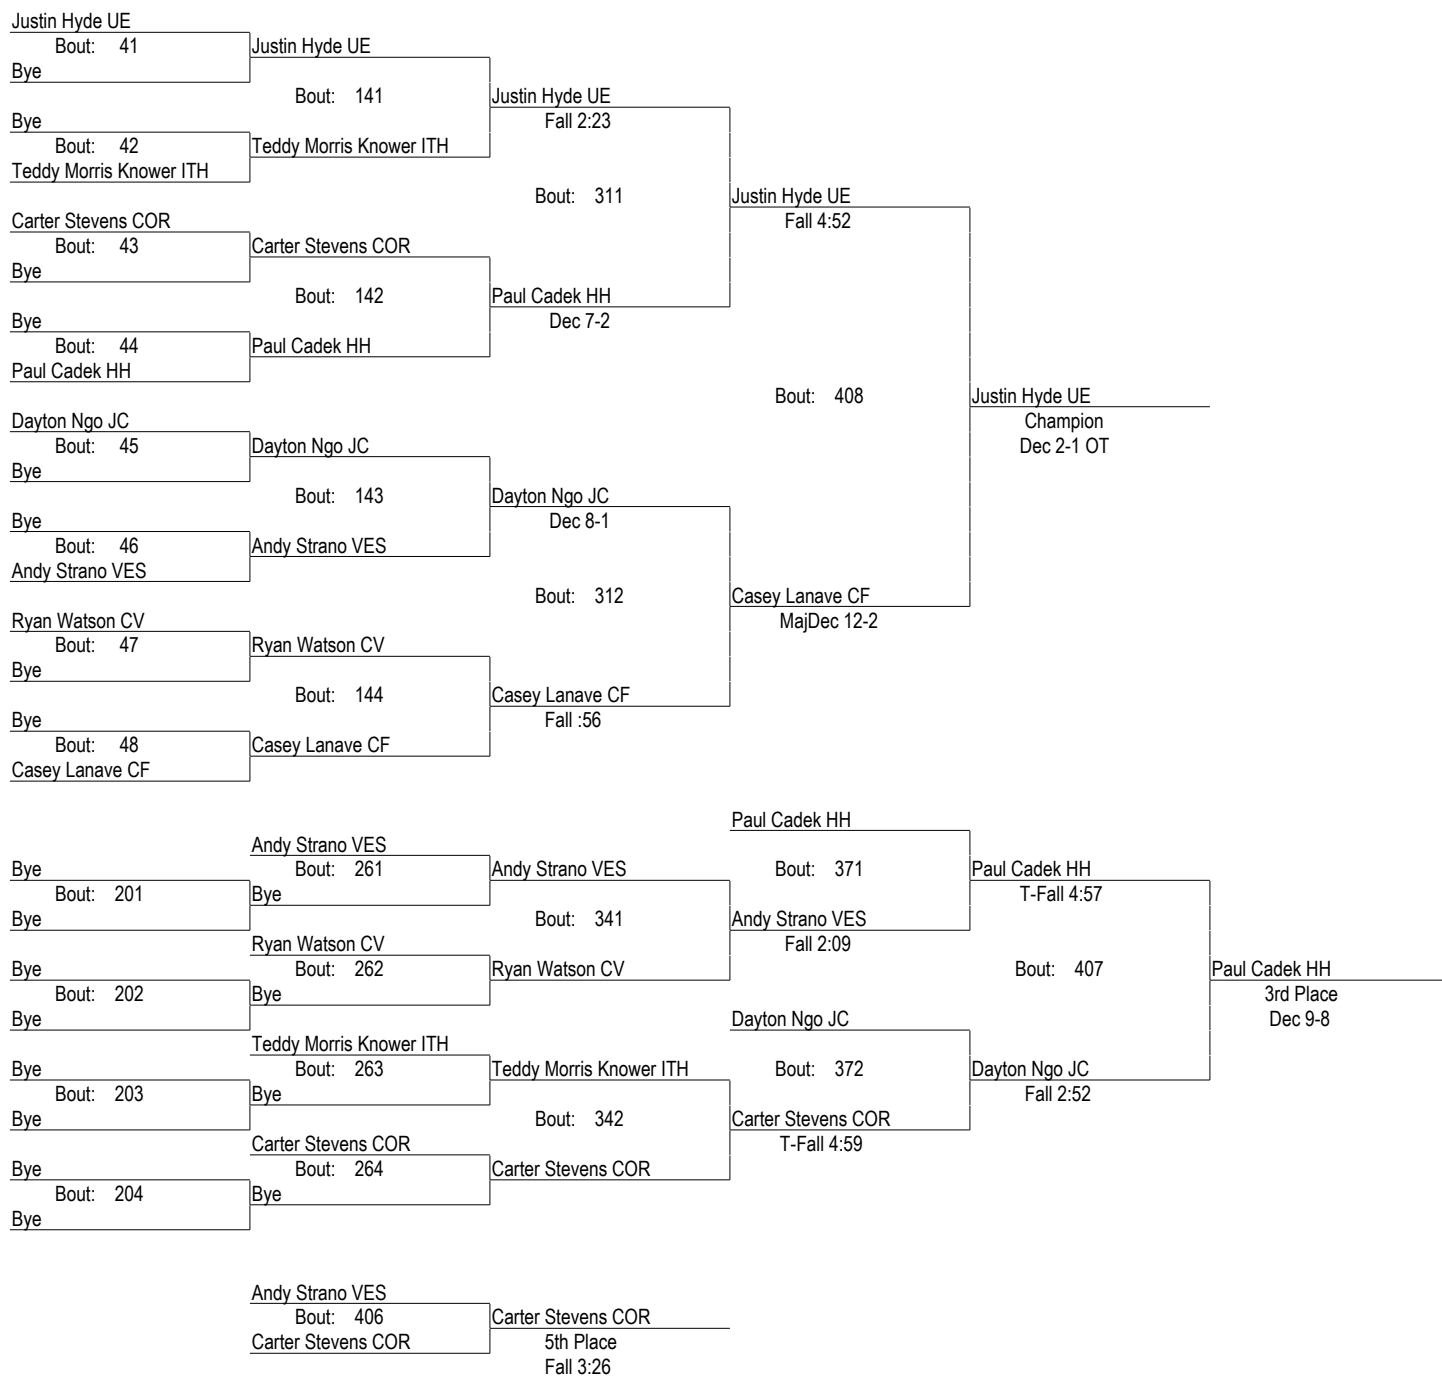 Justin Hyde UE
Bout: 41
Justin Hyde UE
Bye
Bout: 141
Justin Hyde UE
Bye
Fall 2:23
Bout: 42
Teddy Morris Knower ITH
Teddy Morris Knower ITH
Bout: 311
Justin Hyde UE
Carter Stevens COR
Fall 4:52
Bout: 43
Carter Stevens COR
Bye
Bout: 142
Paul Cadek HH
Bye
Dec 7-2
Bout: 44
Paul Cadek HH
Paul Cadek HH
Bout: 408
Justin Hyde UE
Dayton Ngo JC
Champion
Bout: 45
Dayton Ngo JC
Dec 2-1 OT
Bye
Bout: 143
Dayton Ngo JC
Bye
Dec 8-1
Bout: 46
Andy Strano VES
Andy Strano VES
Bout: 312
Casey Lanave CF
Ryan Watson CV
MajDec 12-2
Bout: 47
Ryan Watson CV
Bye
Bout: 144
Casey Lanave CF
Bye
Fall :56
Bout: 48
Casey Lanave CF
Casey Lanave CF
Paul Cadek HH
Andy Strano VES
Bye
Bout: 261
Andy Strano VES
Bout: 371
Paul Cadek HH
Bout: 201
Bye
T-Fall 4:57
Bye
Bout: 341
Andy Strano VES
Ryan Watson CV
Fall 2:09
Bye
Bout: 262
Ryan Watson CV
Bout: 407
Paul Cadek HH
Bout: 202
Bye
3rd Place
Bye
Dayton Ngo JC
Dec 9-8
Teddy Morris Knower ITH
Bye
Bout: 263
Teddy Morris Knower ITH
Bout: 372
Dayton Ngo JC
Bout: 203
Bye
Fall 2:52
Bye
Bout: 342
Carter Stevens COR
Carter Stevens COR
T-Fall 4:59
Bye
Bout: 264
Carter Stevens COR
Bout: 204
Bye
Bye
Andy Strano VES
Bout: 406
Carter Stevens COR
Carter Stevens COR
5th Place
Fall 3:26